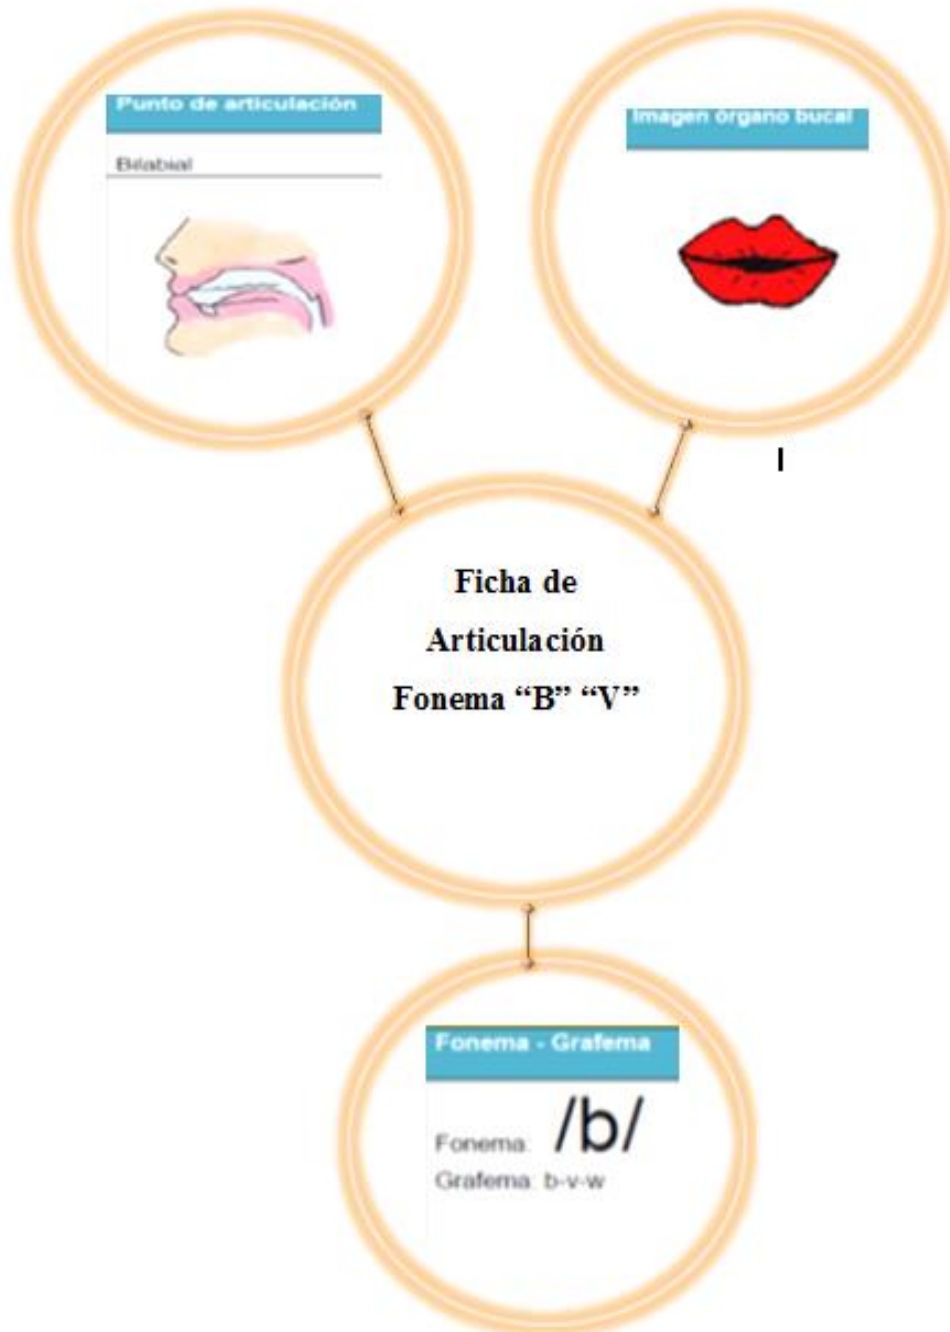 Punto de articulación
Bilabial
Imagen órgano bucal
Ficha de
Articulación
Fonema “B” “V”
Fonema - Grafema
Fonema: /b/
Grafema: b-v-w